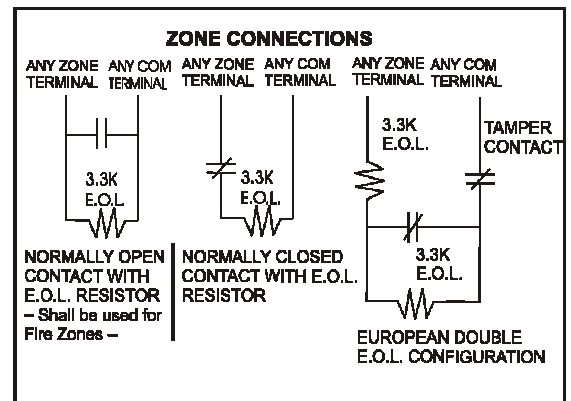 ZONE CONNECTIONS
ANY ZONE TERMINAL
ANY COM TERMINAL
ANY ZONE TERMINAL
ANY COM TERMINAL
ANY ZONE TERMINAL
ANY COM TERMINAL
3.3K
E.O.L.
3.3K
E.O.L.
3.3K
E.O.L.
TAMPER
CONTACT
3.3K
E.O.L.
NORMALLY OPEN
CONTACT WITH
E.O.L. RESISTOR
– Shall be used for
Fire Zones –
NORMALLY CLOSED
CONTACT WITH E.O.L.
RESISTOR
EUROPEAN DOUBLE
E.O.L. CONFIGURATION